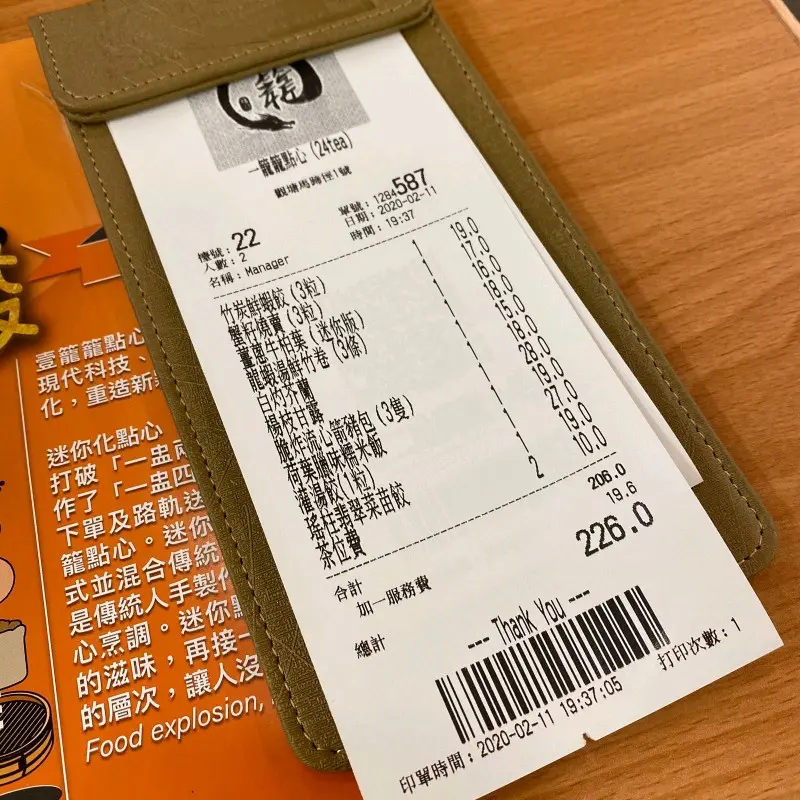 籠
一籠籠點心 (24tea)
觀塘馬蹄徑1號
單號: 1284587
檯號: 22
日期: 2020-02-11
人數: 2
時間: 19:37
名稱: Manager
竹炭鮮蝦餃 (3粒) 1 19.0
蟹籽燒賣 (3粒) 1 17.0
牛柏葉 (迷你版) 1 16.0
龍蝦湯鮮竹卷 (3條) 1 18.0
白灼芥蘭 1 15.0
楊枝甘露 1 18.0
脆炸流心箭豬包 (3隻) 1 28.0
荷葉臘味糯米飯 1 19.0
灌湯餃 (1粒) 1 27.0
瑤柱翡翠菜苗餃 1 19.0
茶位費 2 10.0
合計 206.0
加一服務費 19.6
總計 226.0
--- Thank You ---
打印次數: 1
印單時間: 2020-02-11 19:37:05
壹籠籠點心
現代科技、
化，重造新
迷你化點心
打破「一盅兩
作了「一盅四
下單及路軌送
籠點心。迷你
式並混合傳統
是傳統人手製作
心烹調。迷你點
的滋味，再接一
的層次，讓人沒
Food explosion,